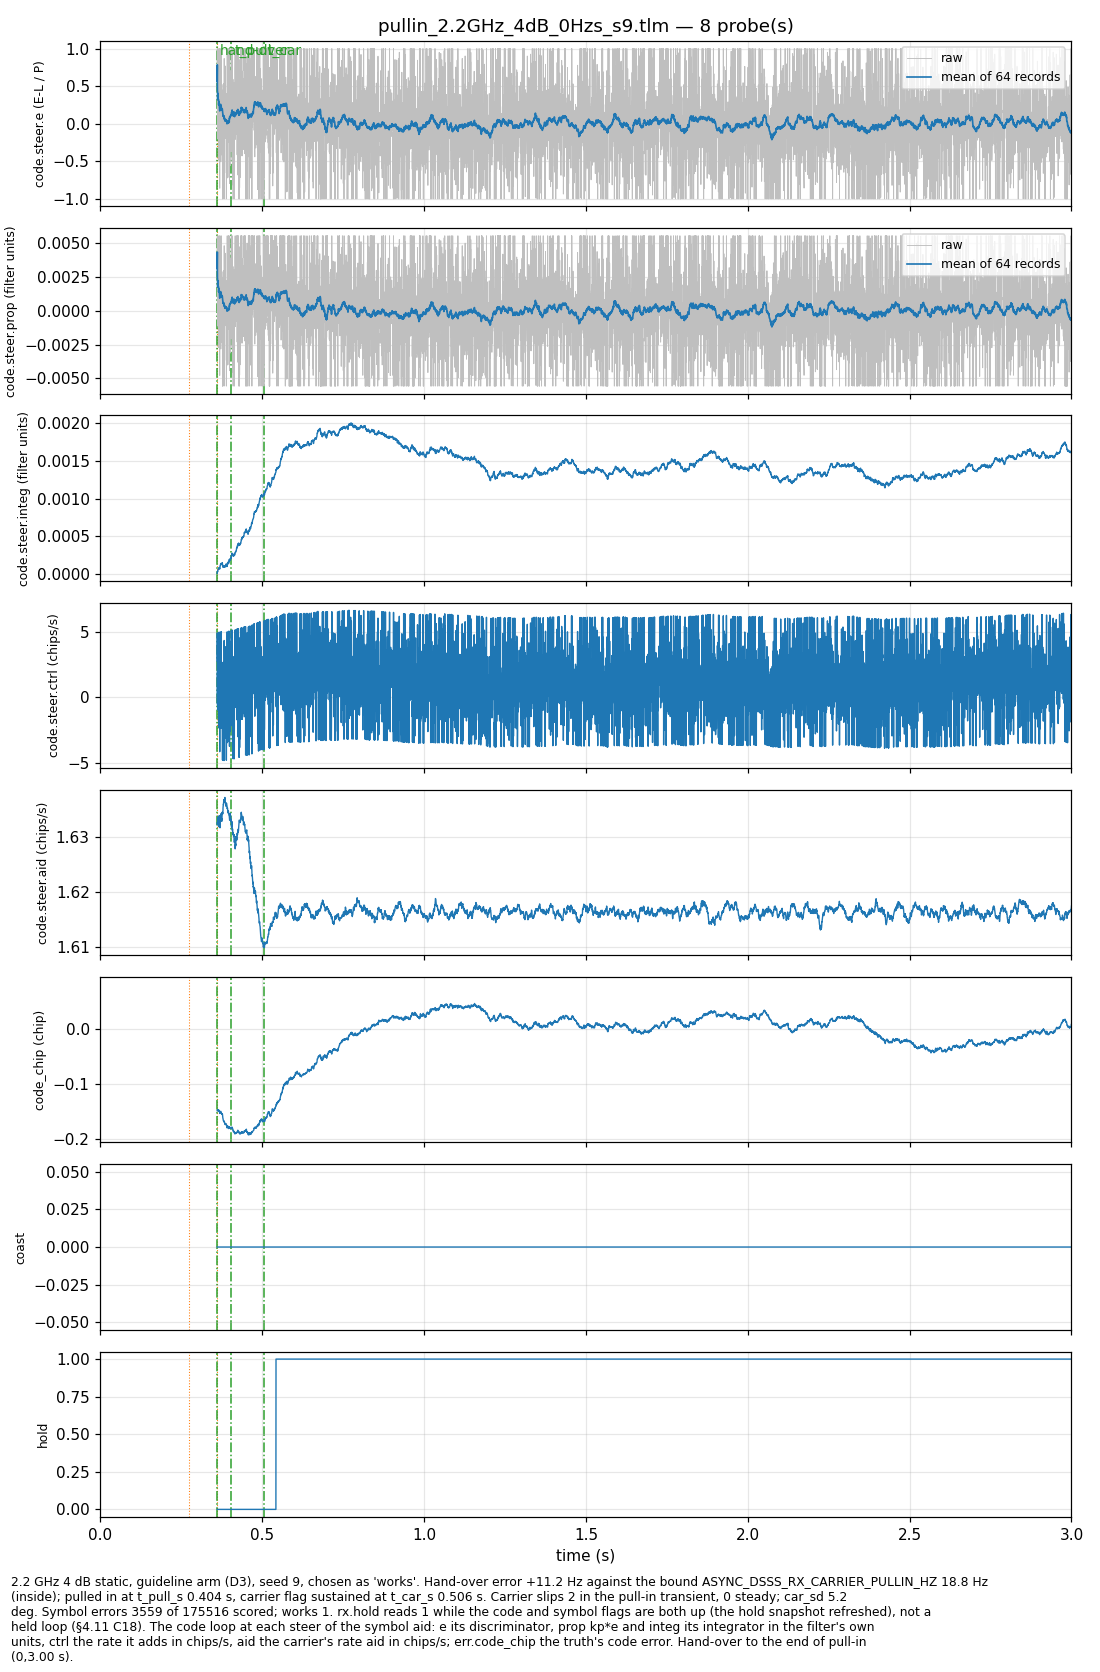 pullin_2.2GHz_4dB_0Hzs_s9.tlm — 8 probe(s)
code.steer.e (E-L / P)
1.0
0.5
0.0
−0.5
−1.0
raw
mean of 64 records
code.steer.prop (filter units)
0.0050
0.0025
0.0000
−0.0025
−0.0050
raw
mean of 64 records
code.steer.integ (filter units)
0.0020
0.0015
0.0010
0.0005
0.0000
code.steer.ctrl (chips/s)
5
0
−5
code.steer.aid (chips/s)
1.63
1.62
1.61
code_chip (chip)
0.0
−0.1
−0.2
coast
0.050
0.025
0.000
−0.025
−0.050
hold
1.00
0.75
0.50
0.25
0.00
0.0 0.5 1.0 1.5 2.0 2.5 3.0
time (s)
2.2 GHz 4 dB static, guideline arm (D3), seed 9, chosen as 'works'. Hand-over error +11.2 Hz against the bound ASYNC_DSSS_RX_CARRIER_PULLIN_HZ 18.8 Hz
(inside); pulled in at t_pull_s 0.404 s, carrier flag sustained at t_car_s 0.506 s. Carrier slips 2 in the pull-in transient, 0 steady; car_sd 5.2
deg. Symbol errors 3559 of 175516 scored; works 1. rx.hold reads 1 while the code and symbol flags are both up (the hold snapshot refreshed), not a
held loop (§4.11 C18). The code loop at each steer of the symbol aid: e its discriminator, prop kp*e and integ its integrator in the filter's own
units, ctrl the rate it adds in chips/s, aid the carrier's rate aid in chips/s; err.code_chip the truth's code error. Hand-over to the end of pull-in
(0,3.00 s).